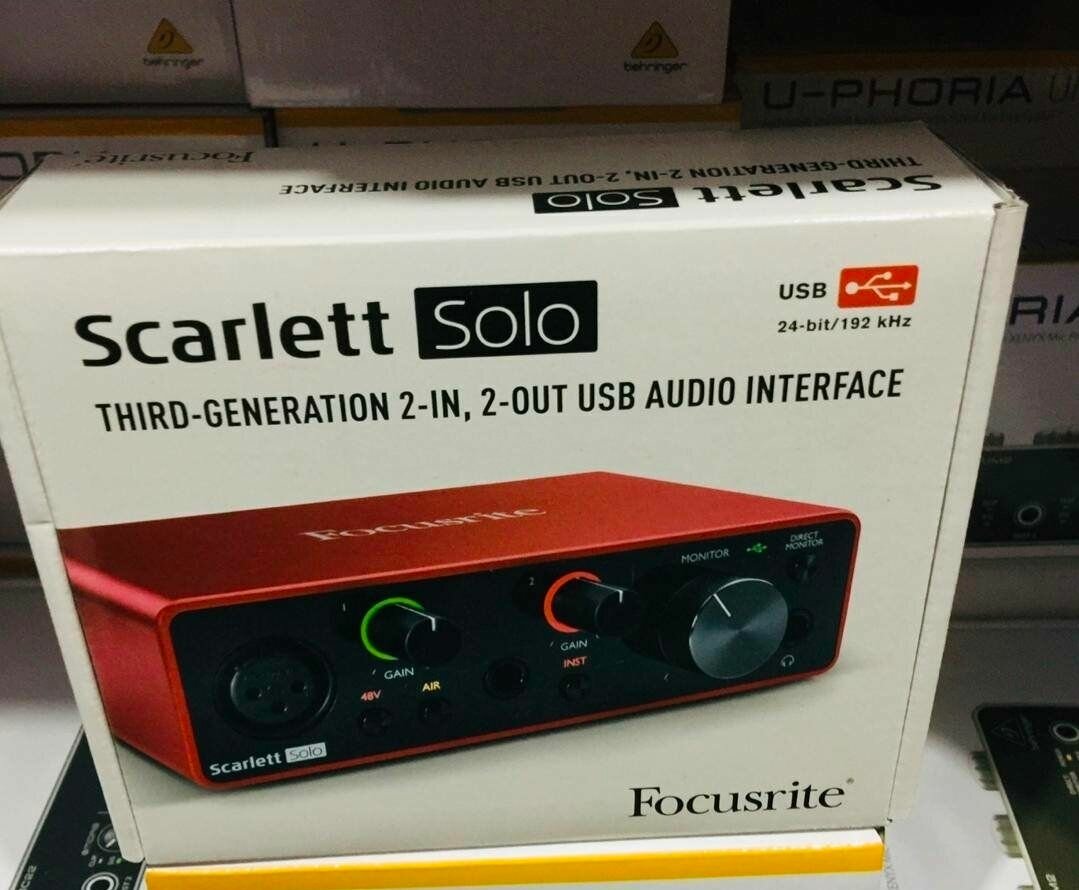 behringer
behringer
U-PHORIA
Focusrite
THIRD-GENERATION 2-IN, 2-OUT USB AUDIO INTERFACE
Scarlett Solo
Scarlett Solo
USB
24-bit/192 kHz
THIRD-GENERATION 2-IN, 2-OUT USB AUDIO INTERFACE
Focusrite
MONITOR
DIRECT
MONITOR
1
2
GAIN
GAIN
INST
48V
AIR
Scarlett Solo
Focusrite